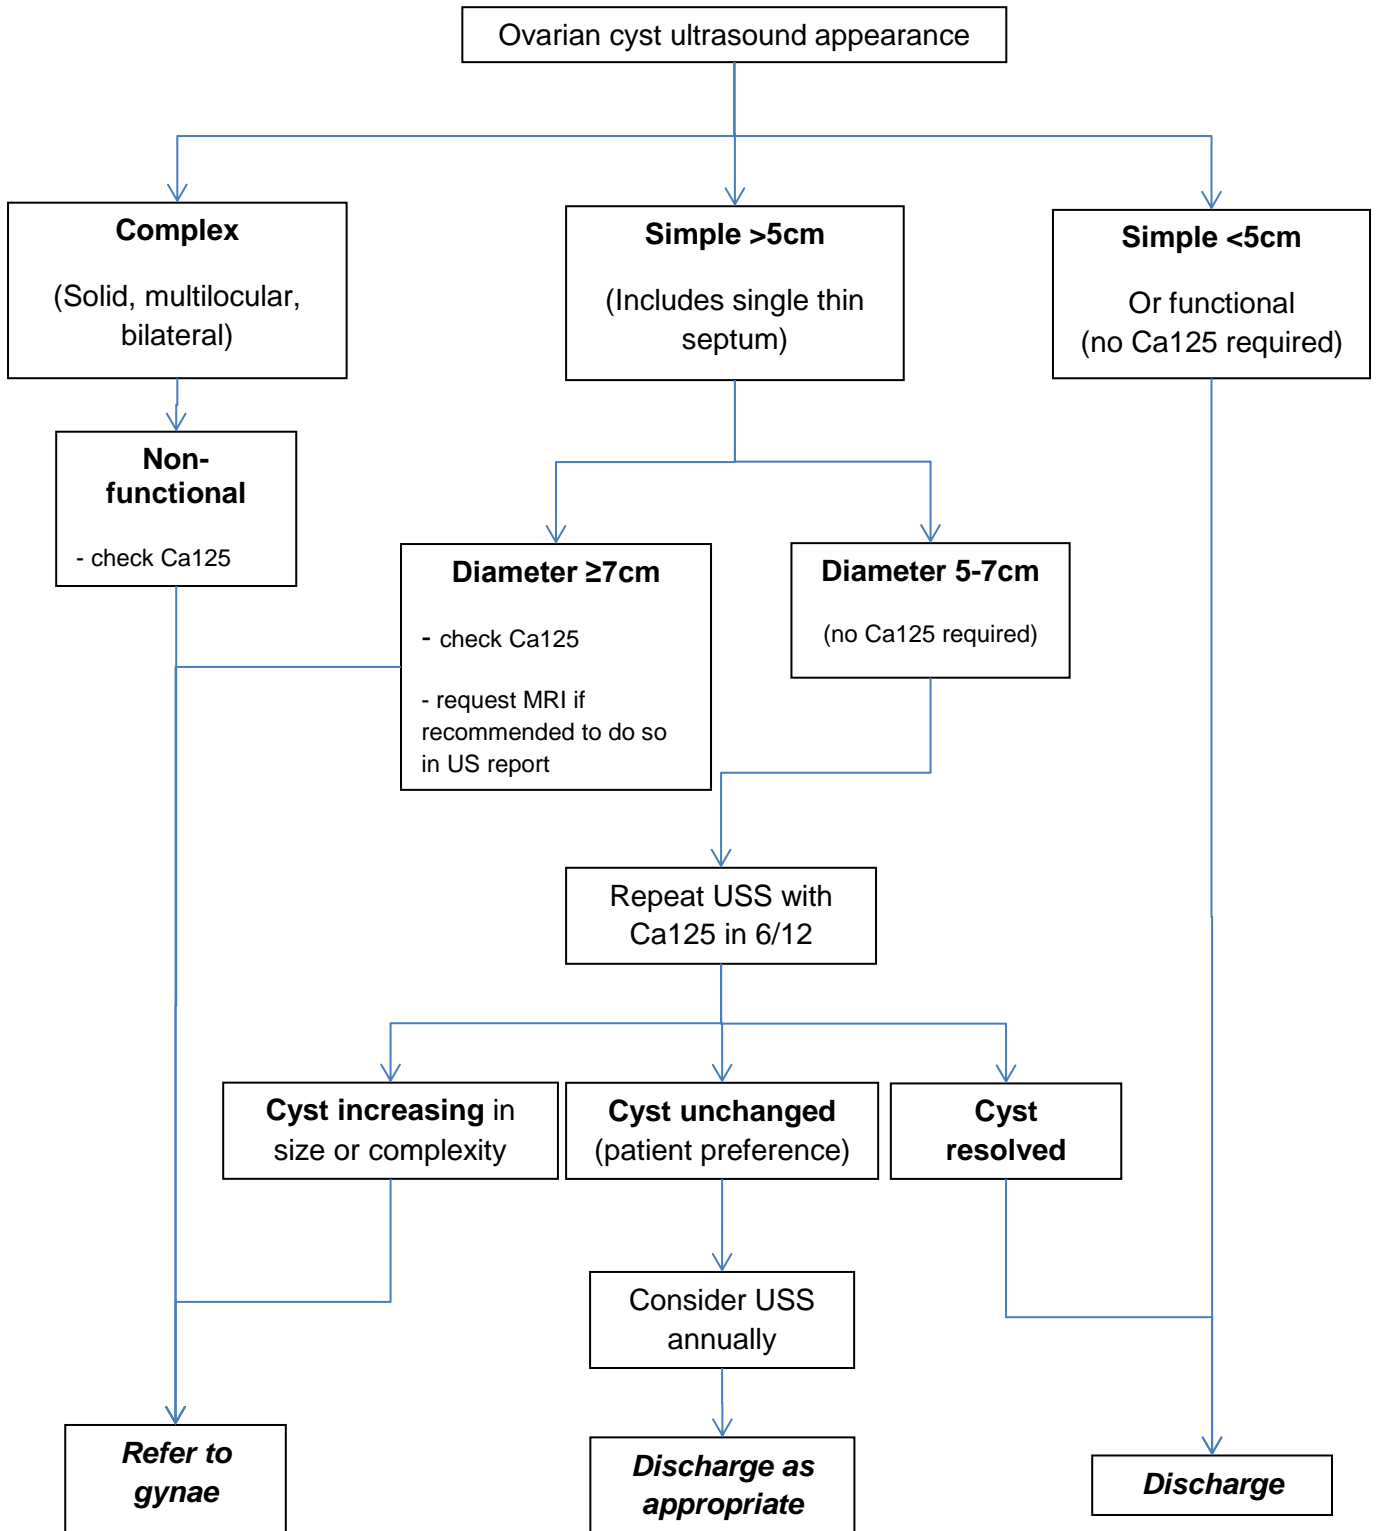 Ovarian cyst ultrasound appearance
Complex
(Solid, multilocular,
bilateral)
Simple >5cm
(Includes single thin
septum)
Simple <5cm
Or functional
(no Ca125 required)
Non-
functional
- check Ca125
Diameter ≥7cm
- check Ca125
- request MRI if
recommended to do so
in US report
Diameter 5-7cm
(no Ca125 required)
Repeat USS with
Ca125 in 6/12
Cyst increasing in
size or complexity
Cyst unchanged
(patient preference)
Cyst
resolved
Consider USS
annually
Refer to
gynae
Discharge as
appropriate
Discharge